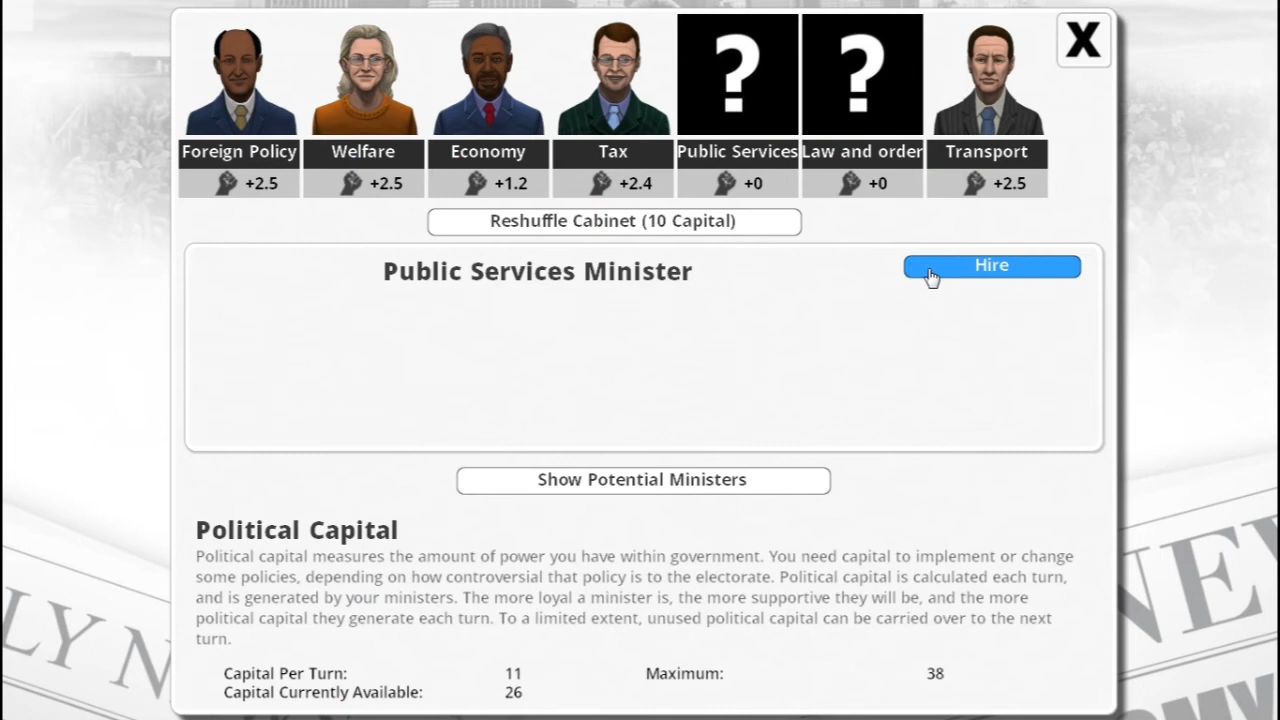 ? ? X
Foreign Policy Welfare Economy Tax Public Services Law and order Transport
+2.5 +2.5 +1.2 +2.4 +0 +0 +2.5
Reshuffle Cabinet (10 Capital)
Public Services Minister Hire
Show Potential Ministers
Political Capital
Political capital measures the amount of power you have within government. You need capital to implement or change
some policies, depending on how controversial that policy is to the electorate. Political capital is calculated each turn,
and is generated by your ministers. The more loyal a minister is, the more supportive they will be, and the more
political capital they generate each turn. To a limited extent, unused political capital can be carried over to the next
turn.
Capital Per Turn: 11 Maximum: 38
Capital Currently Available: 26
LY N
NEW